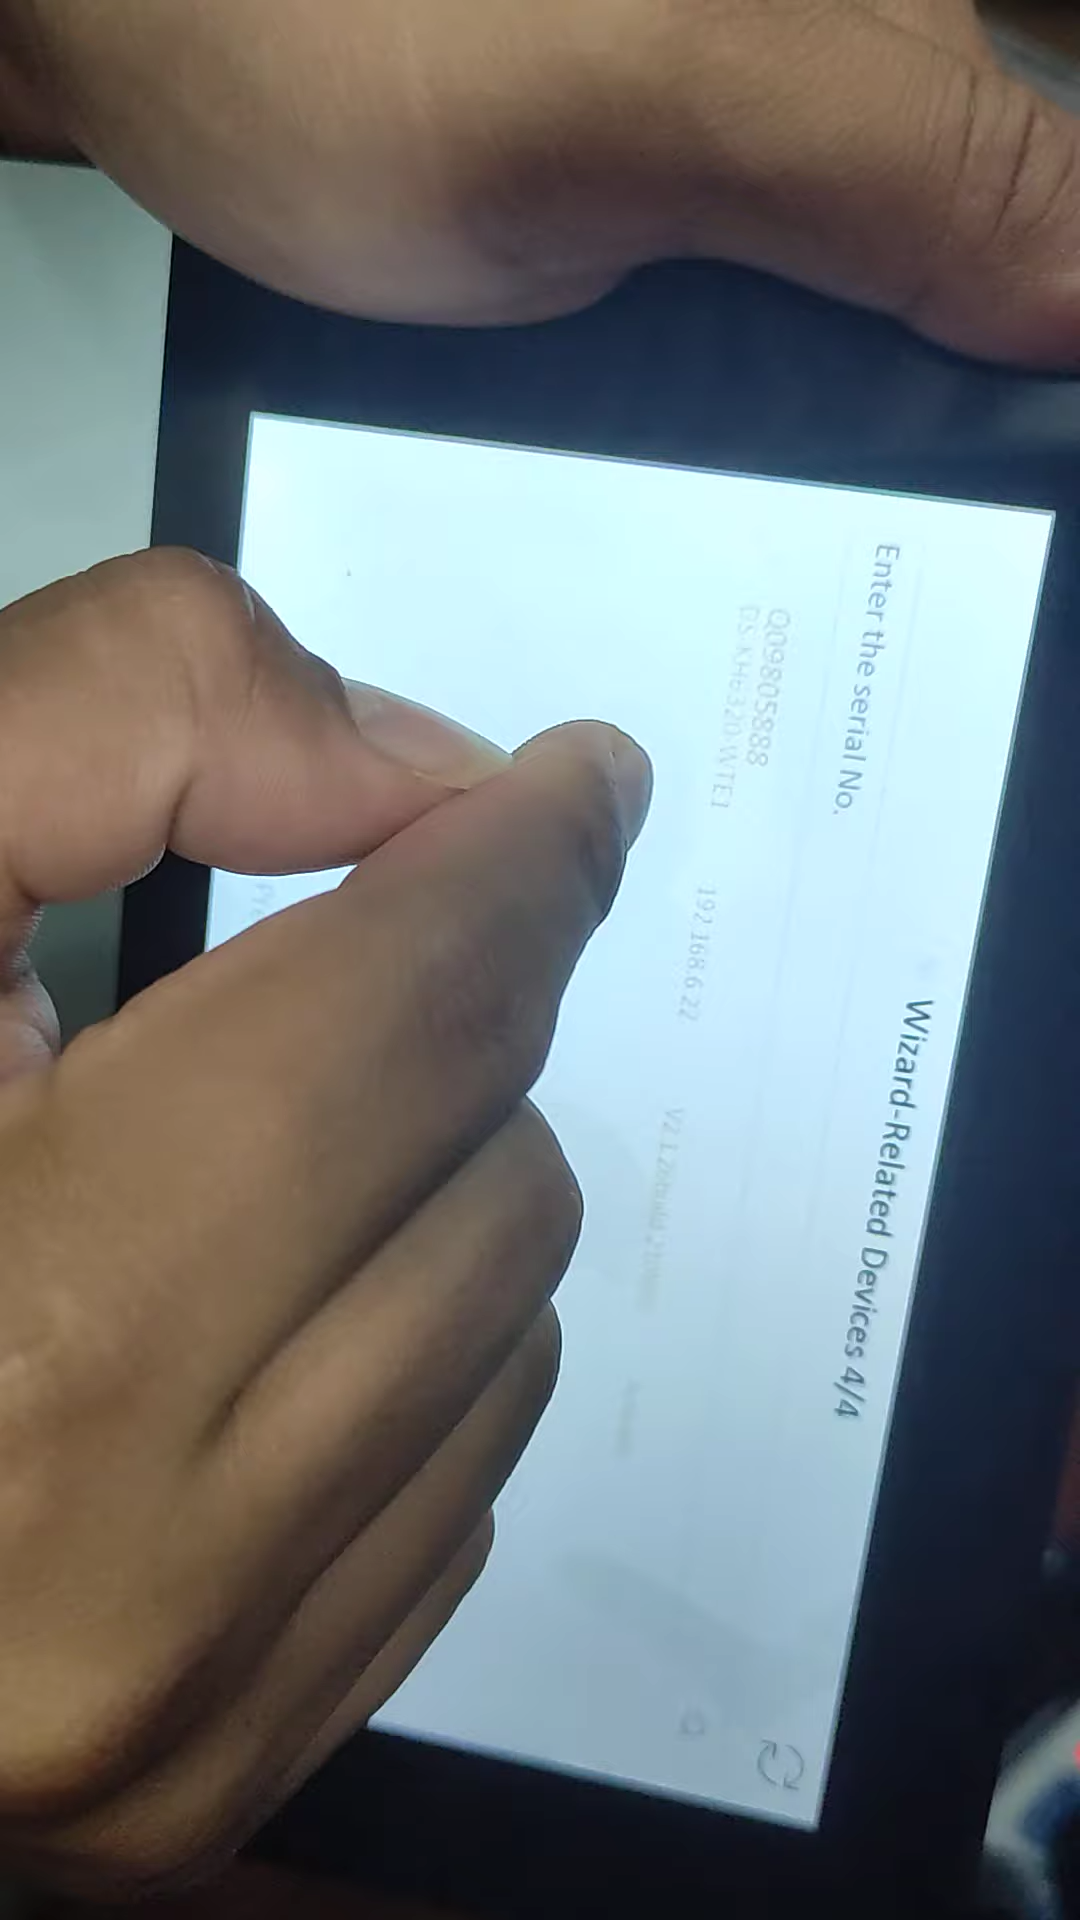 Wizard-Related Devices 4/4
Enter the serial No.
Q09805888
DS-KH6320-WTE1
192.168.6.22